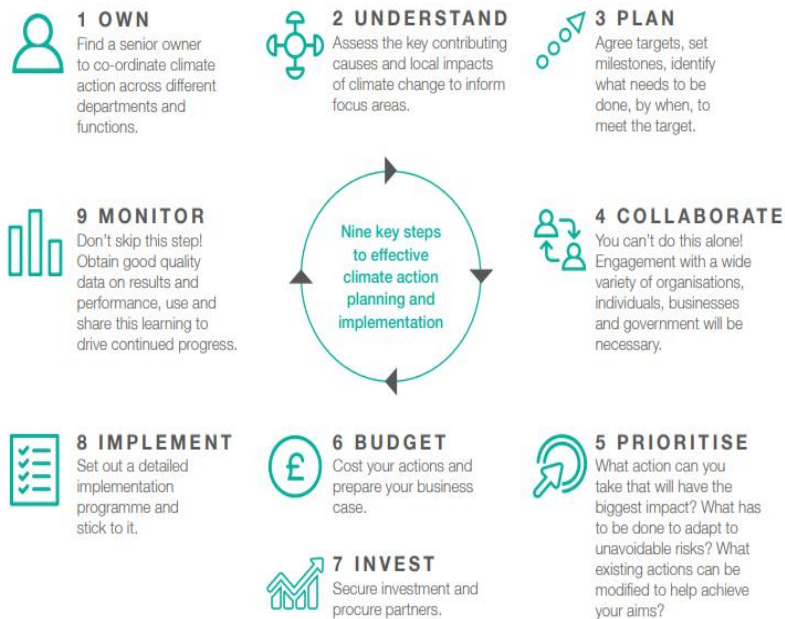 1 OWN
Find a senior owner
to co-ordinate climate
action across different
departments and
functions.
2 UNDERSTAND
Assess the key contributing
causes and local impacts
of climate change to inform
focus areas.
3 PLAN
Agree targets, set
milestones, identify
what needs to be
done, by when, to
meet the target.
Nine key steps
to effective
climate action
planning and
implementation
4 COLLABORATE
You can't do this alone!
Engagement with a wide
variety of organisations,
individuals, businesses
and government will be
necessary.
5 PRIORITISE
What action can you
take that will have the
biggest impact? What has
to be done to adapt to
unavoidable risks? What
existing actions can be
modified to help achieve
your aims?
£
6 BUDGET
Cost your actions and
prepare your business
case.
7 INVEST
Secure investment and
procure partners.
8 IMPLEMENT
Set out a detailed
implementation
programme and
stick to it.
9 MONITOR
Don't skip this step!
Obtain good quality
data on results and
performance, use and
share this learning to
drive continued progress.